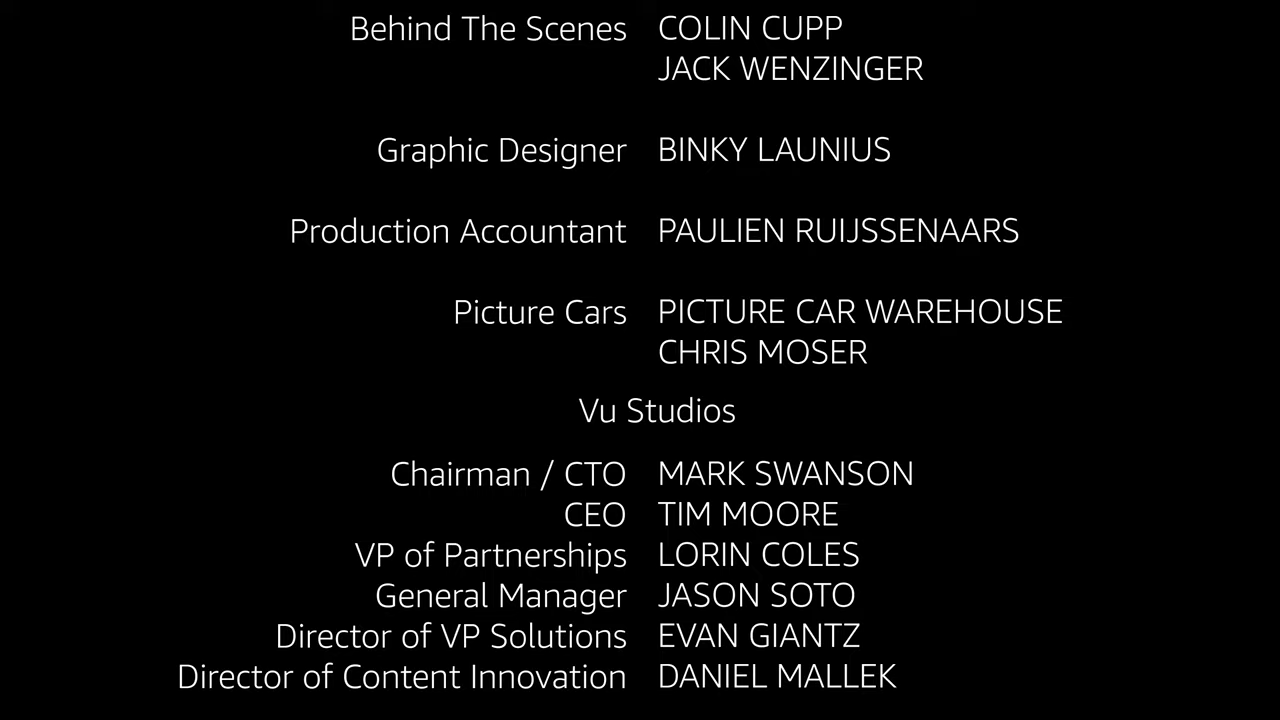 Behind The Scenes COLIN CUPP
JACK WENZINGER
Graphic Designer BINKY LAUNIUS
Production Accountant PAULIEN RUIJSSENAARS
Picture Cars PICTURE CAR WAREHOUSE
CHRIS MOSER
Vu Studios
Chairman / CTO MARK SWANSON
CEO TIM MOORE
VP of Partnerships LORIN COLES
General Manager JASON SOTO
Director of VP Solutions EVAN GIANTZ
Director of Content Innovation DANIEL MALLEK